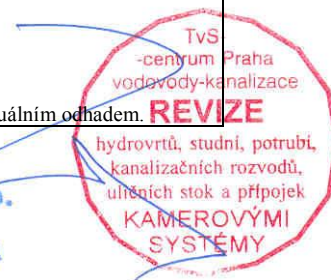 TvS
-centrum Praha
vodovody-kanalizace
uálním odhadem.
REVIZE
hydrovrtů, studní, potrubí,
kanalizačních rozvodů,
uličních stok a přípojek
KAMEROVÝMI
SYSTÉMY